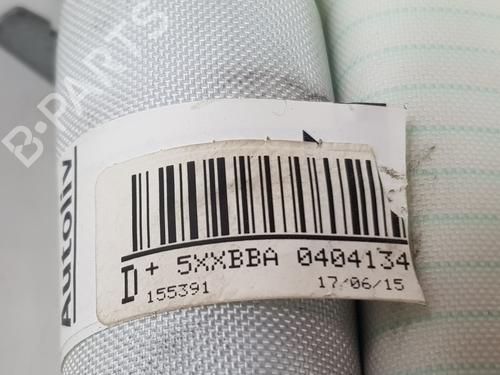 B-PARTS
Autoliv
D + 5XXBBA 0404134
155391 17/06/15